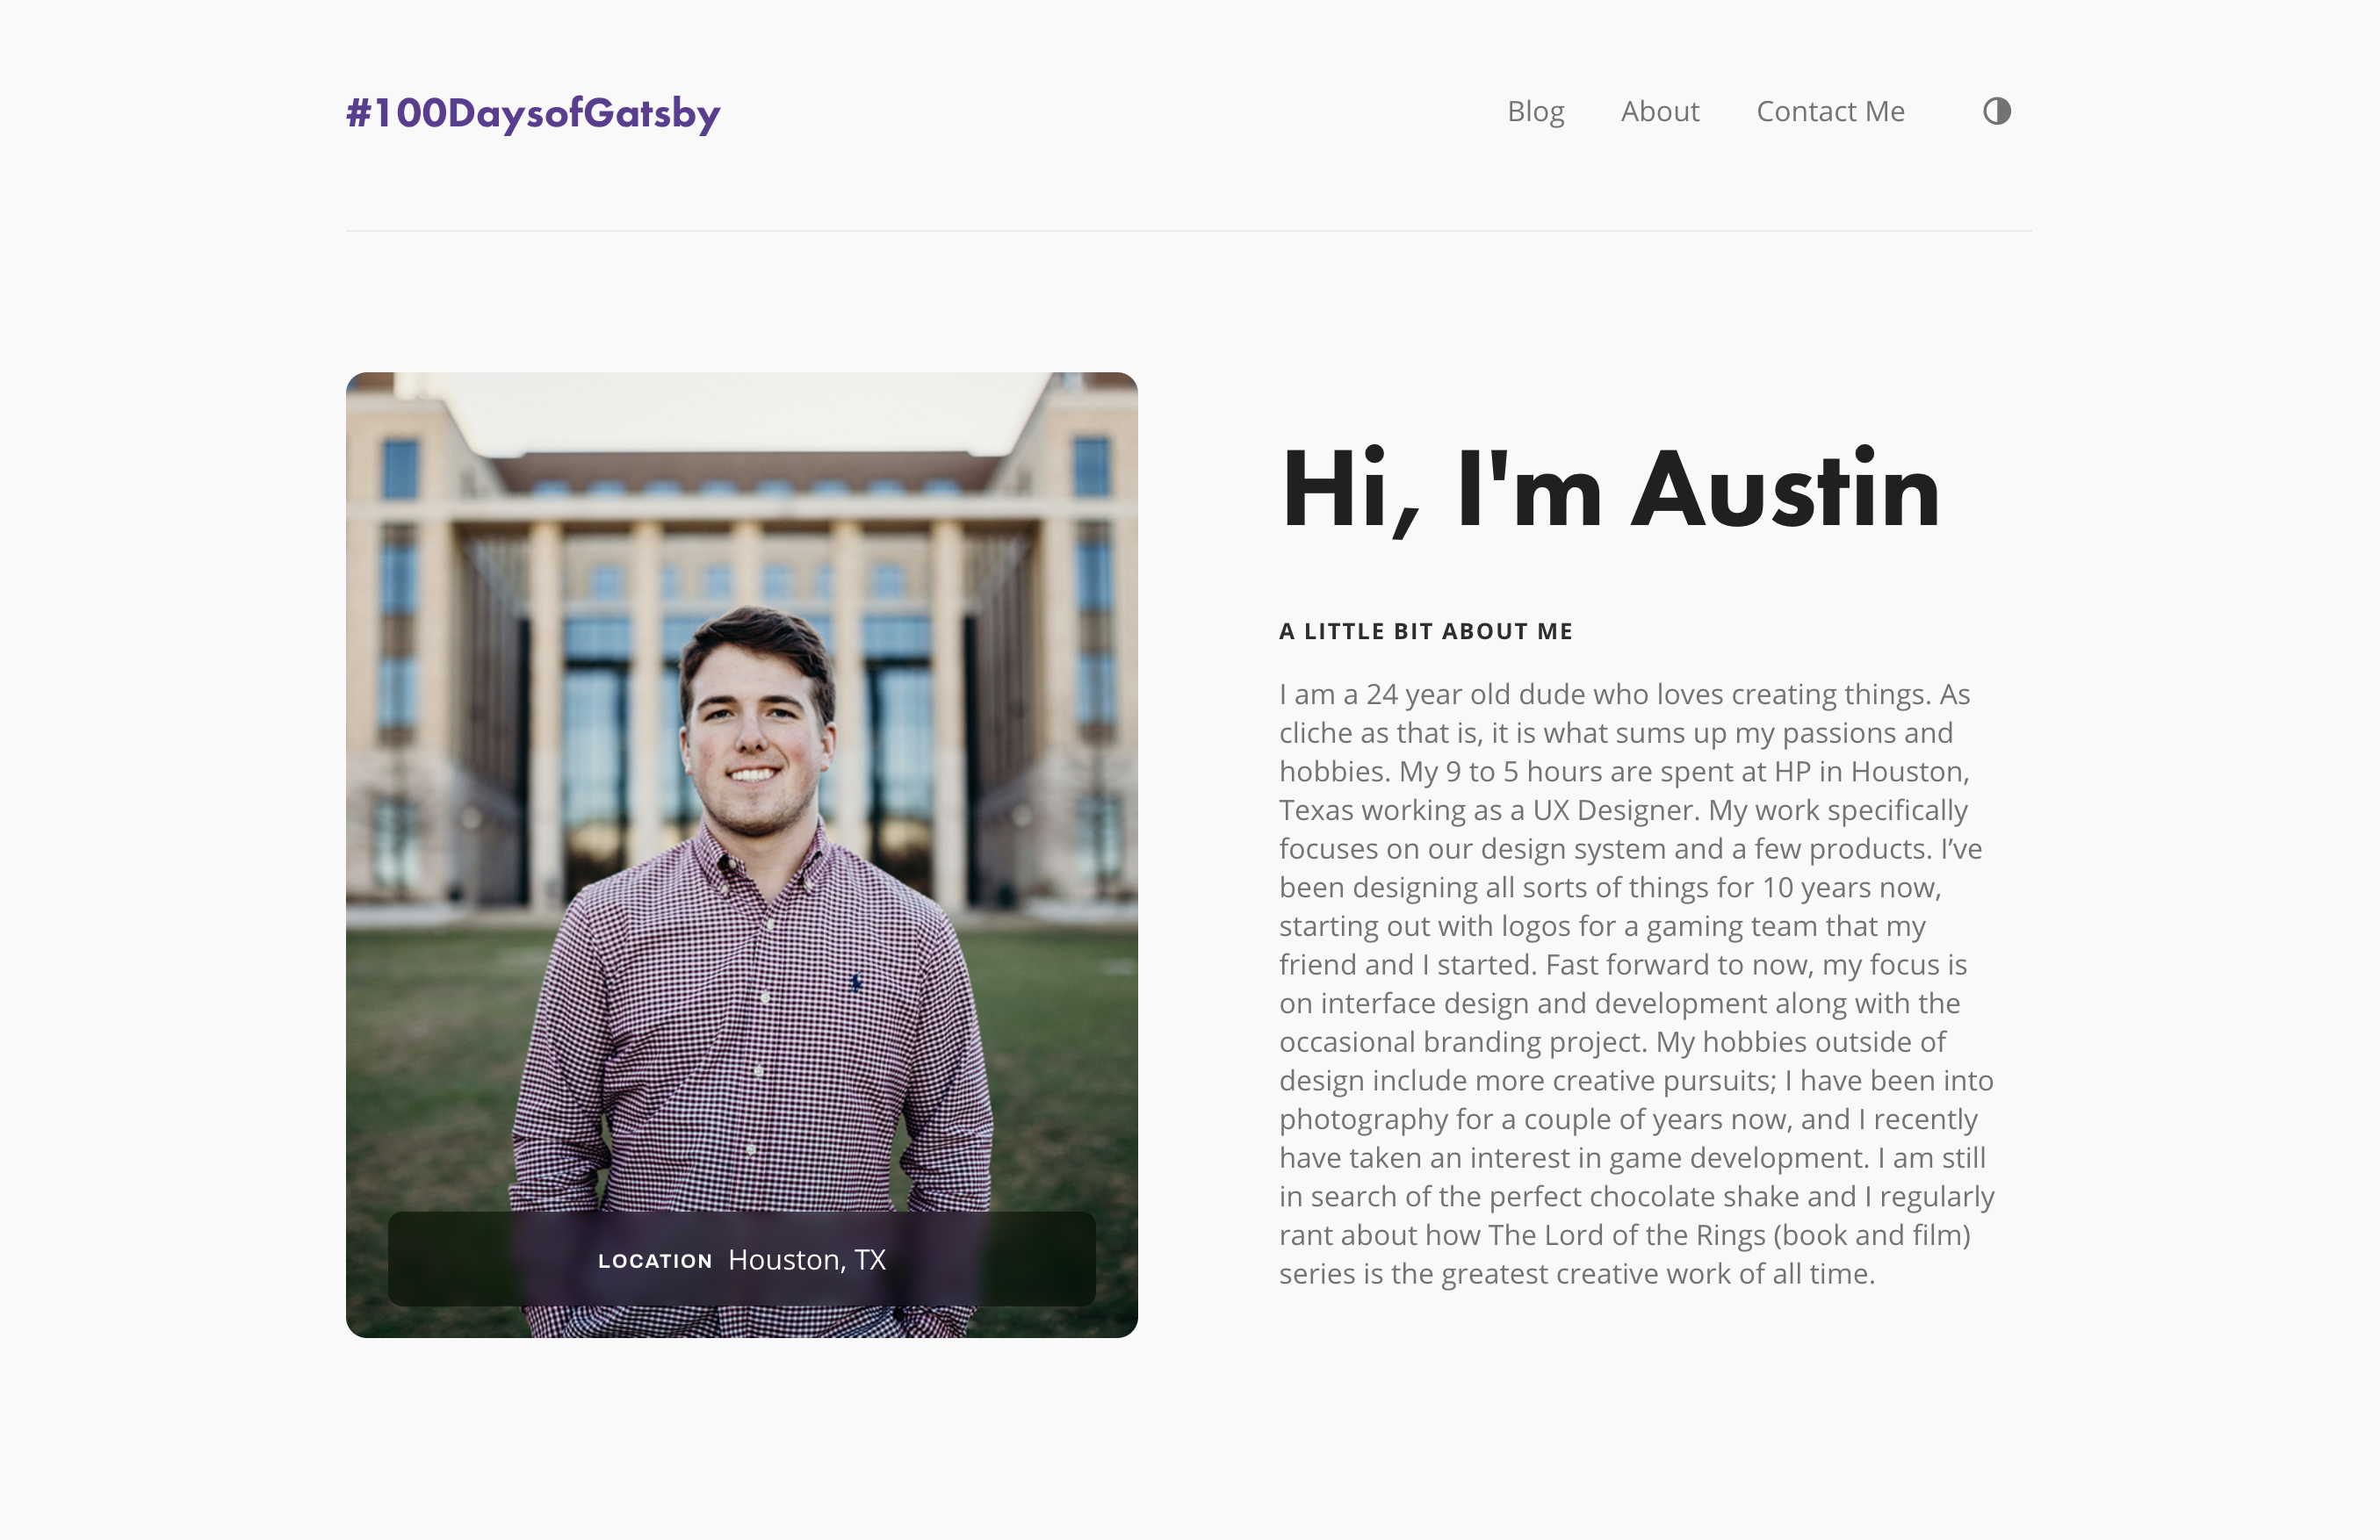 #100DaysofGatsby
Blog
About
Contact Me
Hi, I'm Austin
A LITTLE BIT ABOUT ME
I am a 24 year old dude who loves creating things. As
cliche as that is, it is what sums up my passions and
hobbies. My 9 to 5 hours are spent at HP in Houston,
Texas working as a UX Designer. My work specifically
focuses on our design system and a few products. I’ve
been designing all sorts of things for 10 years now,
starting out with logos for a gaming team that my
friend and I started. Fast forward to now, my focus is
on interface design and development along with the
occasional branding project. My hobbies outside of
design include more creative pursuits; I have been into
photography for a couple of years now, and I recently
have taken an interest in game development. I am still
in search of the perfect chocolate shake and I regularly
rant about how The Lord of the Rings (book and film)
series is the greatest creative work of all time.
LOCATION Houston, TX